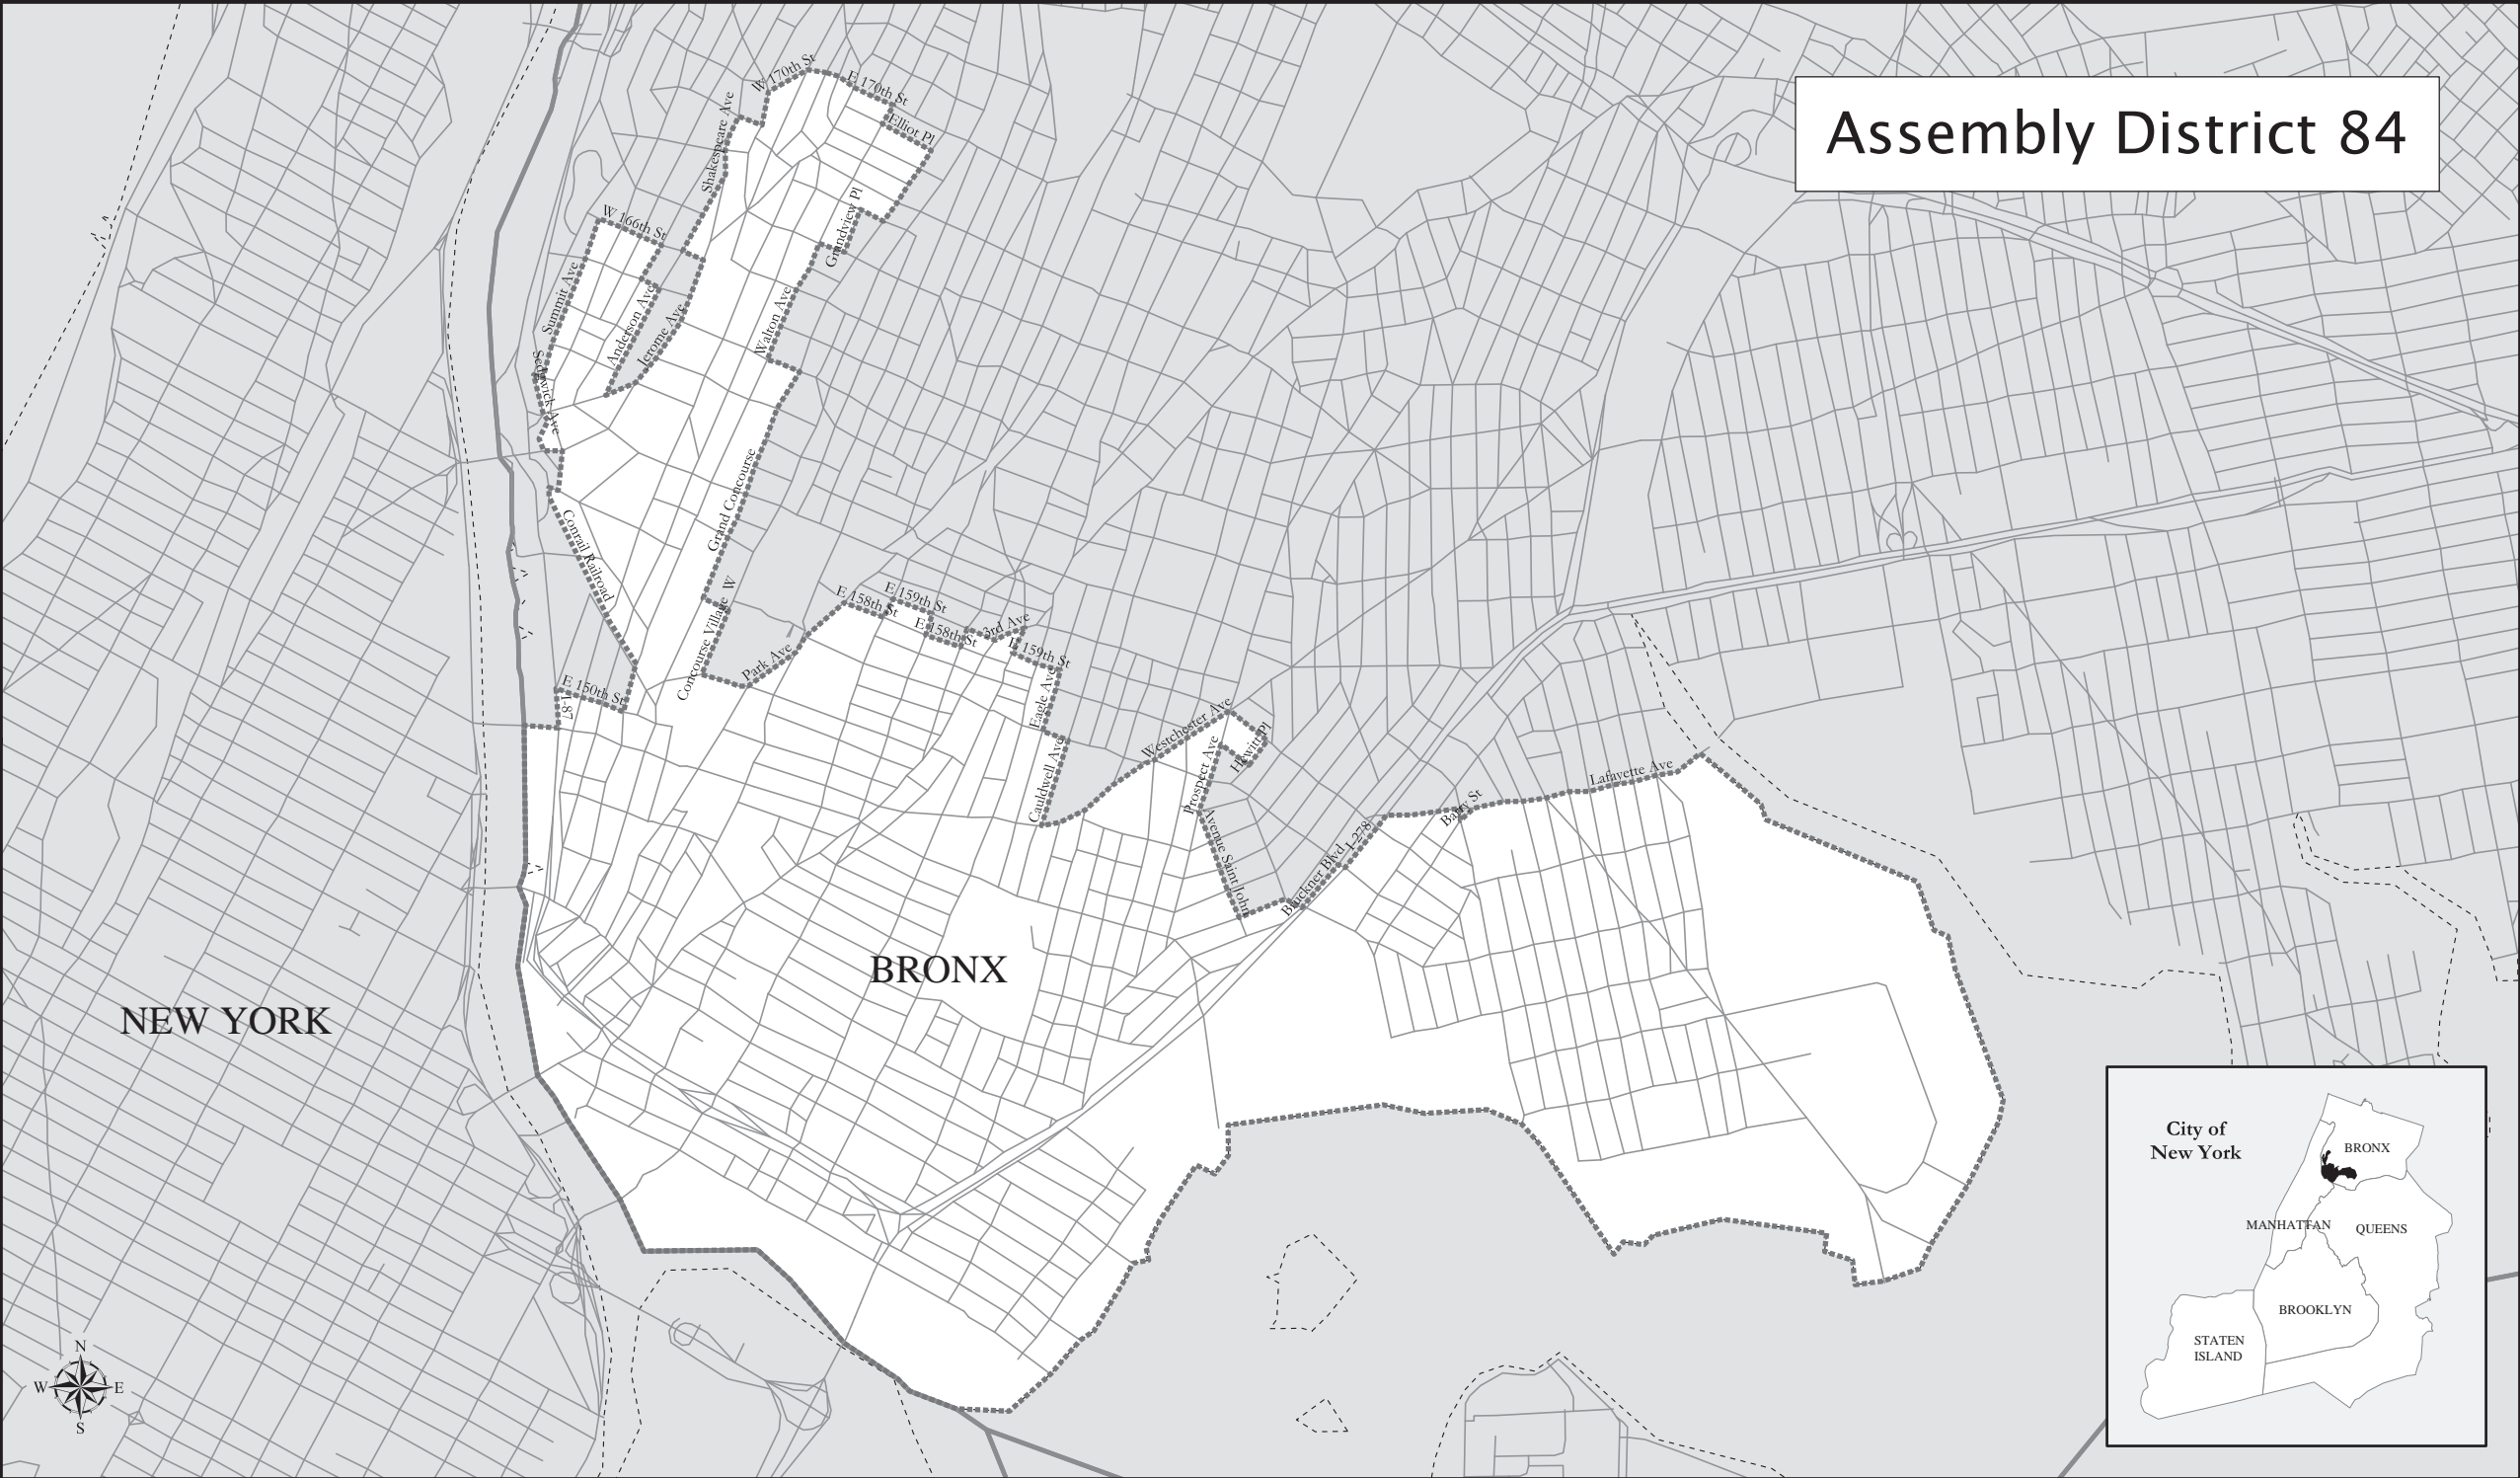 Assembly District 84
W 170th St
E 170th St
Elliot Pl
Shakespeare Ave
Grandview Pl
W 166th St
Summit Ave
Anderson Ave
Jerome Ave
Walton Ave
Sedgwick Ave
Grand Concourse
Conrail Railroad
Concourse Village W
E 158th St
E 159th St
E 158th St
3rd Ave
E 159th St
Park Ave
E 150th St
I-87
Eagle Ave
Cauldwell Ave
Westchester Ave
Hewitt Pl
Prospect Ave
Avenue Saint John
Bruckner Blvd
I-278
Barry St
Lafayette Ave
BRONX
NEW YORK
N
W
E
S
City of
New York
BRONX
MANHATTAN
QUEENS
BROOKLYN
STATEN
ISLAND